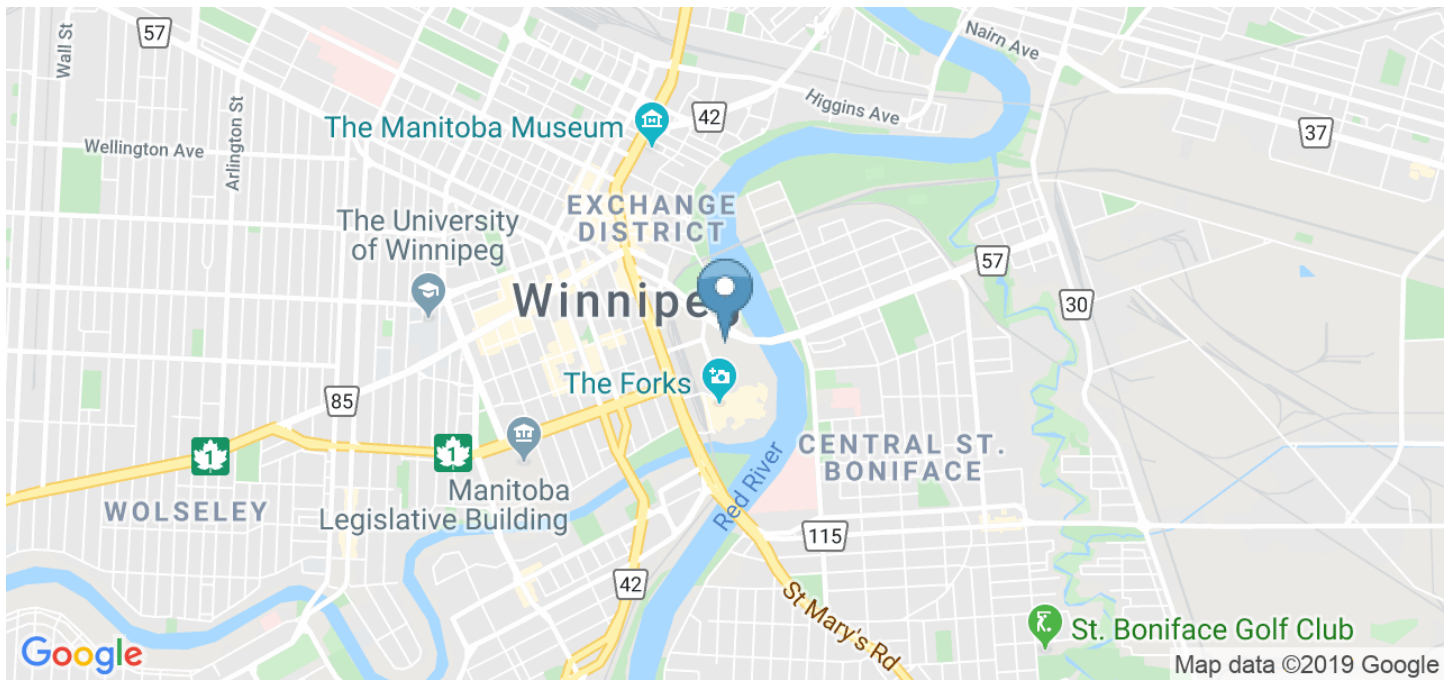 57
Wall St
Arlington St
Nairn Ave
Higgins Ave
42
The Manitoba Museum
37
Wellington Ave
EXCHANGE
DISTRICT
The University
of Winnipeg
57
30
Winnipeg
The Forks
85
1
1
CENTRAL ST.
BONIFACE
Red River
WOLSELEY
Manitoba
Legislative Building
115
42
St Mary's Rd
St. Boniface Golf Club
Google
Map data ©2019 Google